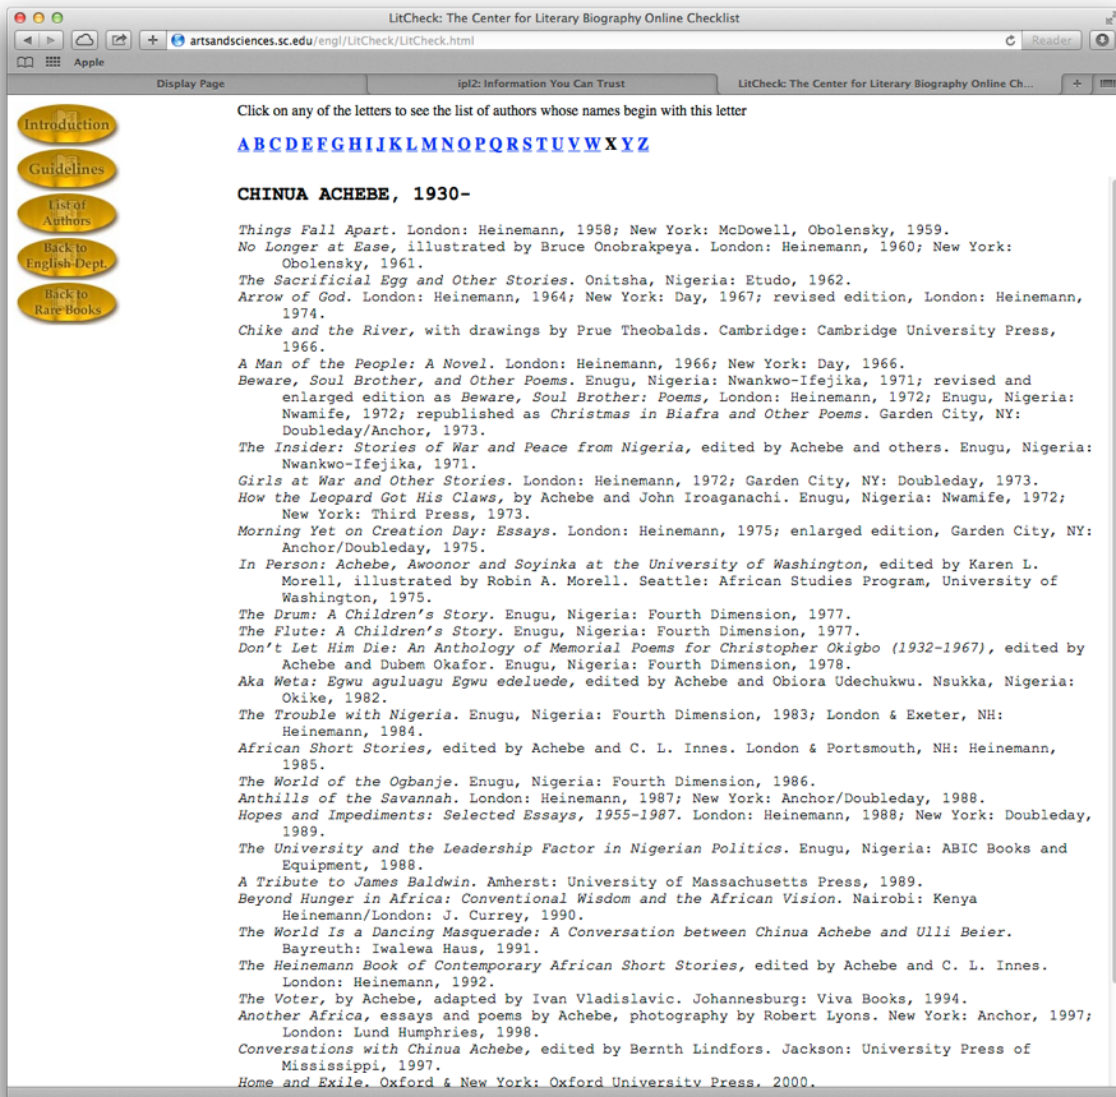 LitCheck: The Center for Literary Biography Online Checklist
artsandsciences.sc.edu/engl/LitCheck/LitCheck.html
Reader
Apple
Display Page
ipl2: Information You Can Trust
LitCheck: The Center for Literary Biography Online Ch...
Introduction
Guidelines
List of
Authors
Back to
English Dept.
Back to
Rare Books
Click on any of the letters to see the list of authors whose names begin with this letter
A B C D E F G H I J K L M N O P Q R S T U V W X Y Z
CHINUA ACHEBE, 1930-
Things Fall Apart. London: Heinemann, 1958; New York: McDowell, Obolensky, 1959.
No Longer at Ease, illustrated by Bruce Onobrakpeya. London: Heinemann, 1960; New York:
Obolensky, 1961.
The Sacrificial Egg and Other Stories. Onitsha, Nigeria: Etudo, 1962.
Arrow of God. London: Heinemann, 1964; New York: Day, 1967; revised edition, London: Heinemann,
1974.
Chike and the River, with drawings by Prue Theobalds. Cambridge: Cambridge University Press,
1966.
A Man of the People: A Novel. London: Heinemann, 1966; New York: Day, 1966.
Beware, Soul Brother, and Other Poems. Enugu, Nigeria: Nwankwo-Ifejika, 1971; revised and
enlarged edition as Beware, Soul Brother: Poems, London: Heinemann, 1972; Enugu, Nigeria:
Nwamife, 1972; republished as Christmas in Biafra and Other Poems. Garden City, NY:
Doubleday/Anchor, 1973.
The Insider: Stories of War and Peace from Nigeria, edited by Achebe and others. Enugu, Nigeria:
Nwankwo-Ifejika, 1971.
Girls at War and Other Stories. London: Heinemann, 1972; Garden City, NY: Doubleday, 1973.
How the Leopard Got His Claws, by Achebe and John Iroaganachi. Enugu, Nigeria: Nwamife, 1972;
New York: Third Press, 1973.
Morning Yet on Creation Day: Essays. London: Heinemann, 1975; enlarged edition, Garden City, NY:
Anchor/Doubleday, 1975.
In Person: Achebe, Awoonor and Soyinka at the University of Washington, edited by Karen L.
Morell, illustrated by Robin A. Morell. Seattle: African Studies Program, University of
Washington, 1975.
The Drum: A Children's Story. Enugu, Nigeria: Fourth Dimension, 1977.
The Flute: A Children's Story. Enugu, Nigeria: Fourth Dimension, 1977.
Don't Let Him Die: An Anthology of Memorial Poems for Christopher Okigbo (1932-1967), edited by
Achebe and Dubem Okafor. Enugu, Nigeria: Fourth Dimension, 1978.
Aka Weta: Egwu aguluagu Egwu edeluede, edited by Achebe and Obiora Udechukwu. Nsukka, Nigeria:
Okike, 1982.
The Trouble with Nigeria. Enugu, Nigeria: Fourth Dimension, 1983; London & Exeter, NH:
Heinemann, 1984.
African Short Stories, edited by Achebe and C. L. Innes. London & Portsmouth, NH: Heinemann,
1985.
The World of the Ogbanje. Enugu, Nigeria: Fourth Dimension, 1986.
Anthills of the Savannah. London: Heinemann, 1987; New York: Anchor/Doubleday, 1988.
Hopes and Impediments: Selected Essays, 1955-1987. London: Heinemann, 1988; New York: Doubleday,
1989.
The University and the Leadership Factor in Nigerian Politics. Enugu, Nigeria: ABIC Books and
Equipment, 1988.
A Tribute to James Baldwin. Amherst: University of Massachusetts Press, 1989.
Beyond Hunger in Africa: Conventional Wisdom and the African Vision. Nairobi: Kenya
Heinemann/London: J. Currey, 1990.
The World Is a Dancing Masquerade: A Conversation between Chinua Achebe and Ulli Beier.
Bayreuth: Iwalewa Haus, 1991.
The Heinemann Book of Contemporary African Short Stories, edited by Achebe and C. L. Innes.
London: Heinemann, 1992.
The Voter, by Achebe, adapted by Ivan Vladislavic. Johannesburg: Viva Books, 1994.
Another Africa, essays and poems by Achebe, photography by Robert Lyons. New York: Anchor, 1997;
London: Lund Humphries, 1998.
Conversations with Chinua Achebe, edited by Bernth Lindfors. Jackson: University Press of
Mississippi, 1997.
Home and Exile. Oxford & New York: Oxford University Press, 2000.